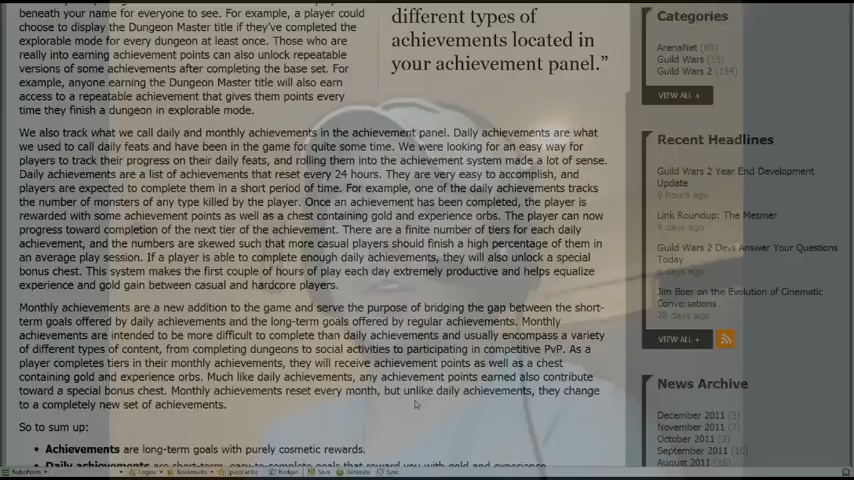 beneath your name for everyone to see. For example, a player could
choose to display the Dungeon Master title if they've completed the
explorable mode for every dungeon at least once. Those who are
really into earning achievement points can also unlock repeatable
versions of some achievements after completing the base set. For
example, anyone earning the Dungeon Master title will also earn
access to a repeatable achievement that gives them points every
time they finish a dungeon in explorable mode.
different types of
achievements located in
your achievement panel.”
We also track what we call daily and monthly achievements in the achievement panel. Daily achievements are what
we used to call daily feats and have been in the game for quite some time. We were looking for an easy way for
players to track their progress on their daily feats, and rolling them into the achievement system made a lot of sense.
Daily achievements are a list of achievements that reset every 24 hours. They are very easy to accomplish, and
players are expected to complete them in a short period of time. For example, one of the daily achievements tracks
the number of monsters of any type killed by the player. Once an achievement has been completed, the player is
rewarded with some achievement points as well as a chest containing gold and experience orbs. The player can now
progress toward completion of the next tier of the achievement. There are a finite number of tiers for each daily
achievement, and the numbers are skewed such that more casual players should finish a high percentage of them in
an average play session. If a player is able to complete enough daily achievements, they will also unlock a special
bonus chest. This system makes the first couple of hours of play each day extremely productive and helps equalize
experience and gold gain between casual and hardcore players.
Monthly achievements are a new addition to the game and serve the purpose of bridging the gap between the short-
term goals offered by daily achievements and the long-term goals offered by regular achievements. Monthly
achievements are intended to be more difficult to complete than daily achievements and usually encompass a variety
of different types of content, from completing dungeons to social activities to participating in competitive PvP. As a
player completes tiers in their monthly achievements, they will receive achievement points as well as a chest
containing gold and experience orbs. Much like daily achievements, any achievement points earned also contribute
toward a special bonus chest. Monthly achievements reset every month, but unlike daily achievements, they change
to a completely new set of achievements.
So to sum up:
• Achievements are long-term goals with purely cosmetic rewards.
• Daily achievements are short-term, easy-to-complete goals that reward you with gold and experience
Categories
ArenaNet (60)
Guild Wars (15)
Guild Wars 2 (194)
VIEW ALL +
Recent Headlines
Guild Wars 2 Year End Development
Update
8 hours ago
Link Roundup: The Mesmer
4 days ago
Guild Wars 2 Devs Answer Your Questions
Today
days ago
Jim Boer on the Evolution of Cinematic
Conversations
28 days ago
VIEW ALL +
News Archive
December 2011 (3)
November 2011 (7)
October 2011 (3)
September 2011 (10)
August 2011 (16)
RoboForm
Logins
Bookmarks
Save
Generate
Sync